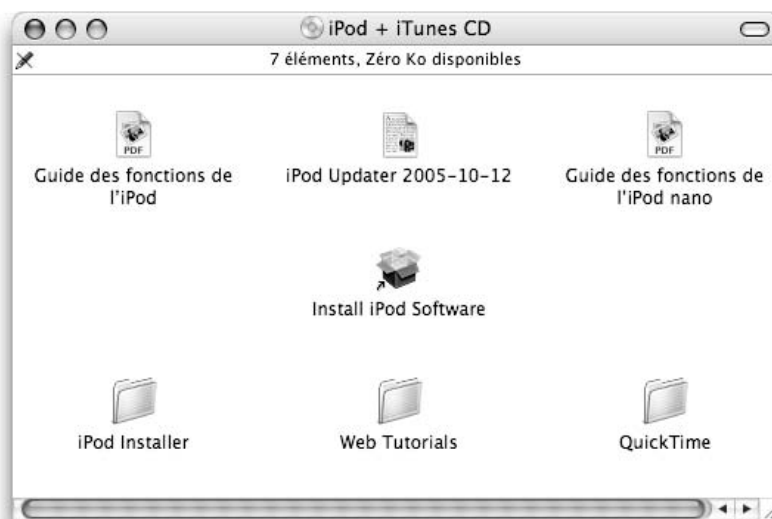 iPod + iTunes CD
7 éléments, Zéro Ko disponibles
PDF
PDF
Guide des fonctions de
l’iPod
iPod Updater 2005-10-12
Guide des fonctions de
l'iPod nano
Install iPod Software
iPod Installer
Web Tutorials
QuickTime